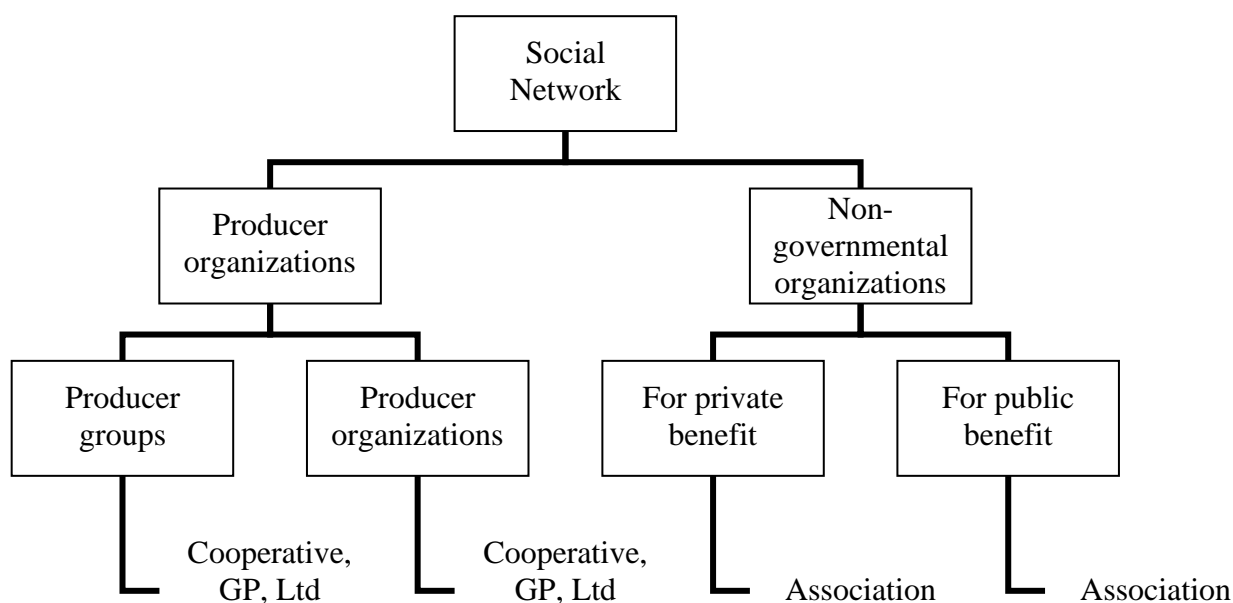 Social
Network
Producer
organizations
Non-
governmental
organizations
Producer
groups
Producer
organizations
For private
benefit
For public
benefit
Cooperative,
GP, Ltd
Cooperative,
GP, Ltd
Association
Association